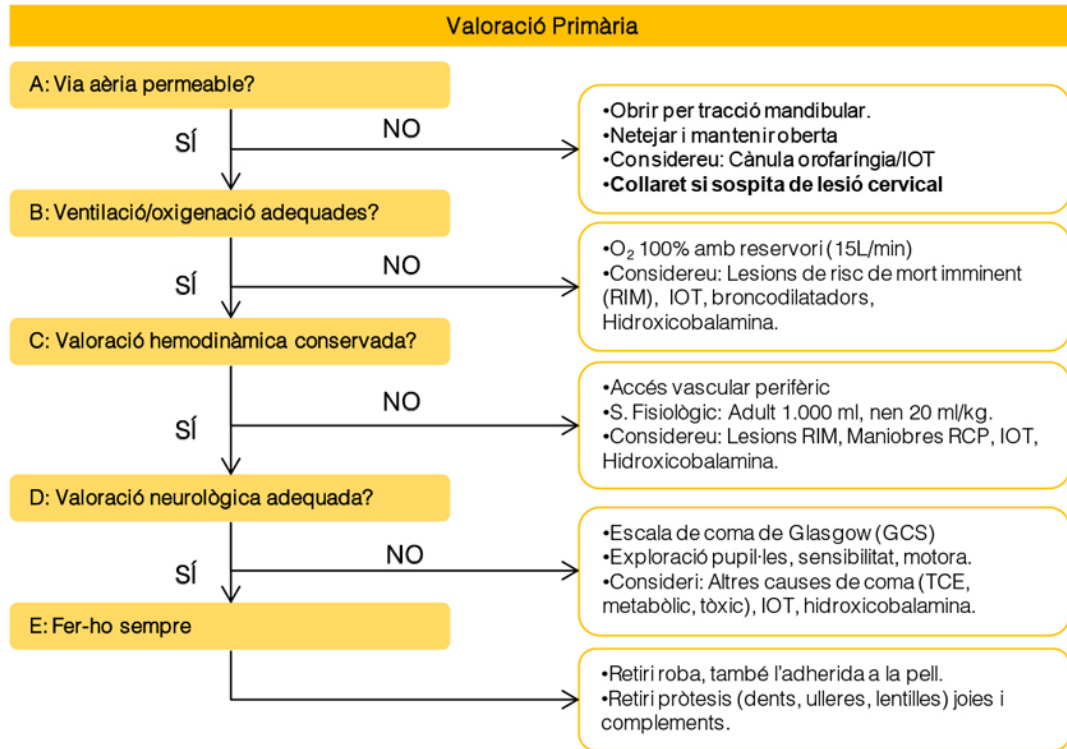 Valoració Primària
A: Via aèria permeable?
SÍ
NO
•Obrir per tracció mandibular.
•Netejar i mantenir oberta
•Considereu: Cànula orofaríngia/IOT
•Collaret si sospita de lesió cervical
B: Ventilació/oxigenació adequades?
SÍ
NO
•O₂ 100% amb reservori (15L/min)
•Considereu: Lesions de risc de mort imminent
(RIM), IOT, broncodilatadors,
Hidroxicobalamina.
C: Valoració hemodinàmica conservada?
SÍ
NO
•Accés vascular perifèric
•S. Fisiològic: Adult 1.000 ml, nen 20 ml/kg.
•Considereu: Lesions RIM, Maniobres RCP, IOT,
Hidroxicobalamina.
D: Valoració neurològica adequada?
SÍ
NO
•Escala de coma de Glasgow (GCS)
•Exploració pupil·les, sensibilitat, motora.
•Consideri: Altres causes de coma (TCE,
metabòlic, tòxic), IOT, hidroxicobalamina.
E: Fer-ho sempre
•Retiri roba, també l'adherida a la pell.
•Retiri pròtesis (dents, ulleres, lentilles) joies i
complements.